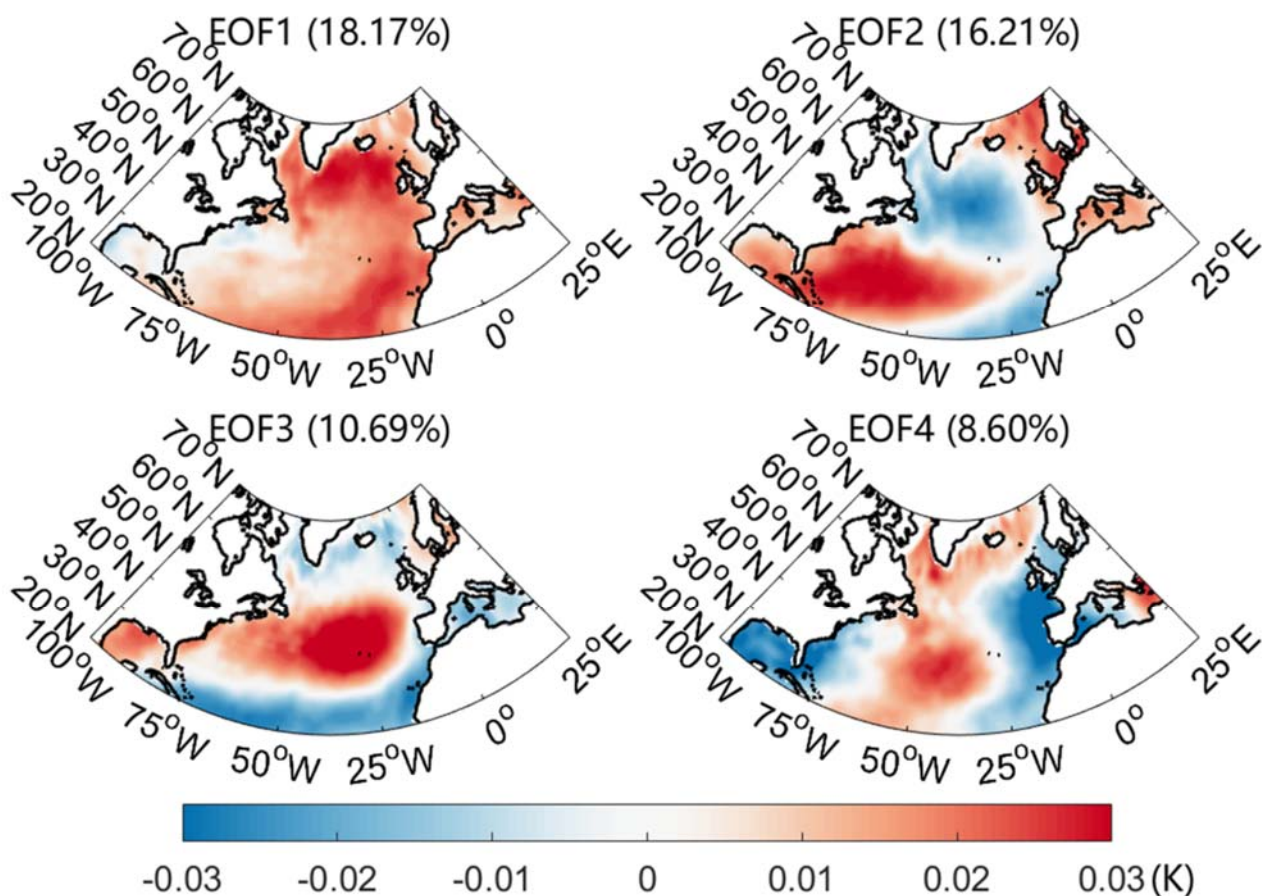 EOF1 (18.17%)
70°N
60°N
50°N
40°N
30°N
20°N
100°W
75°W
50°W
25°W
0°
25°E
EOF2 (16.21%)
70°N
60°N
50°N
40°N
30°N
20°N
100°W
75°W
50°W
25°W
0°
25°E
EOF3 (10.69%)
70°N
60°N
50°N
40°N
30°N
20°N
100°W
75°W
50°W
25°W
0°
25°E
EOF4 (8.60%)
70°N
60°N
50°N
40°N
30°N
20°N
100°W
75°W
50°W
25°W
0°
25°E
-0.03 -0.02 -0.01 0 0.01 0.02 0.03 (K)